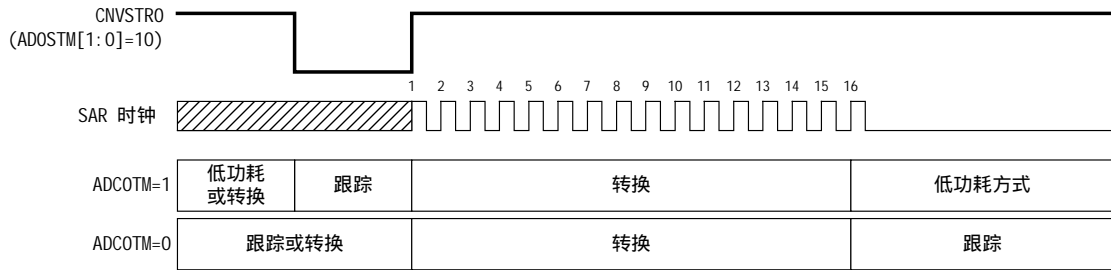 CNVSTR0
(AD0STM[1:0]=10)
1 2 3 4 5 6 7 8 9 10 11 12 13 14 15 16
SAR 时钟
ADC0TM=1
低功耗
或转换
跟踪
转换
低功耗方式
ADC0TM=0
跟踪或转换
转换
跟踪